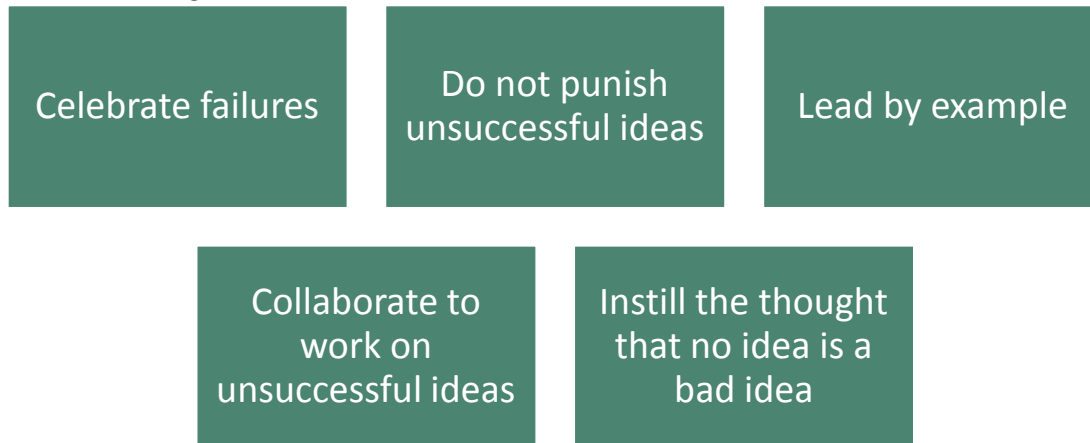 Celebrate failures
Do not punish
unsuccessful ideas
Lead by example
Collaborate to
work on
unsuccessful ideas
Instill the thought
that no idea is a
bad idea